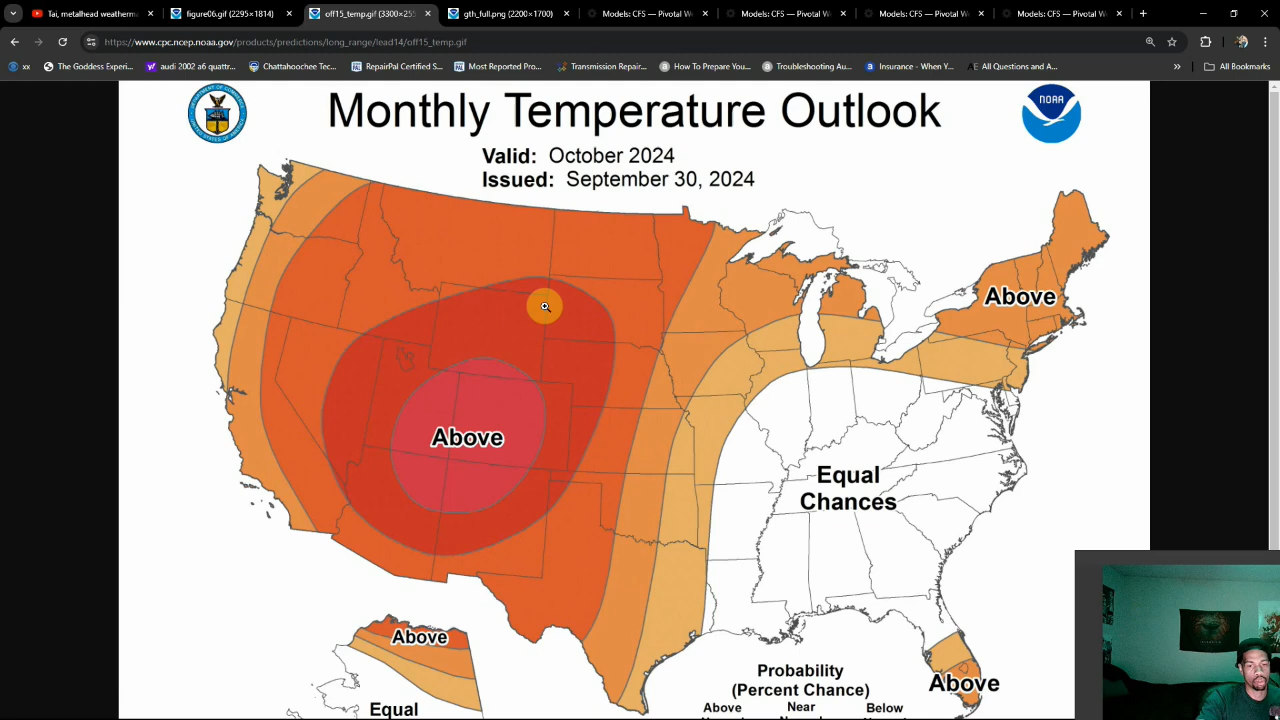 Tai, metalhead weatherma
figure06.gif (2295×1814)
off15_temp.gif (3300×255
gth_full.png (2200×1700)
Models: CFS — Pivotal W
Models: CFS — Pivotal W
Models: CFS — Pivotal W
Models: CFS — Pivotal W
https://www.cpc.ncep.noaa.gov/products/predictions/long_range/lead14/off15_temp.gif
xx
The Goddess Experi...
audi 2002 a6 quattr...
Chattahoochee Tec...
RepairPal Certified S...
Most Reported Pro...
Transmission Repair...
How To Prepare You...
Troubleshooting Au...
Insurance - When Y...
All Questions and A...
»
All Bookmarks
Monthly Temperature Outlook
NOAA
Valid: October 2024
Issued: September 30, 2024
Above
Above
Equal
Chances
Above
Above
Equal
Probability
(Percent Chance)
Above
Near
Below